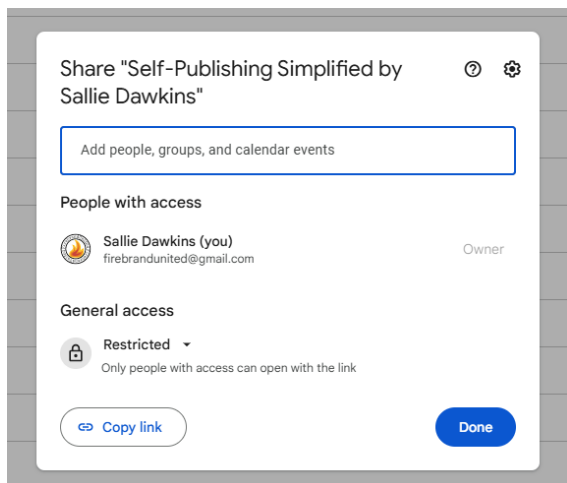 Share "Self-Publishing Simplified by
Sallie Dawkins"
Add people, groups, and calendar events
People with access
Sallie Dawkins (you)
firebrandunited@gmail.com
Owner
General access
Restricted
Only people with access can open with the link
Copy link
Done